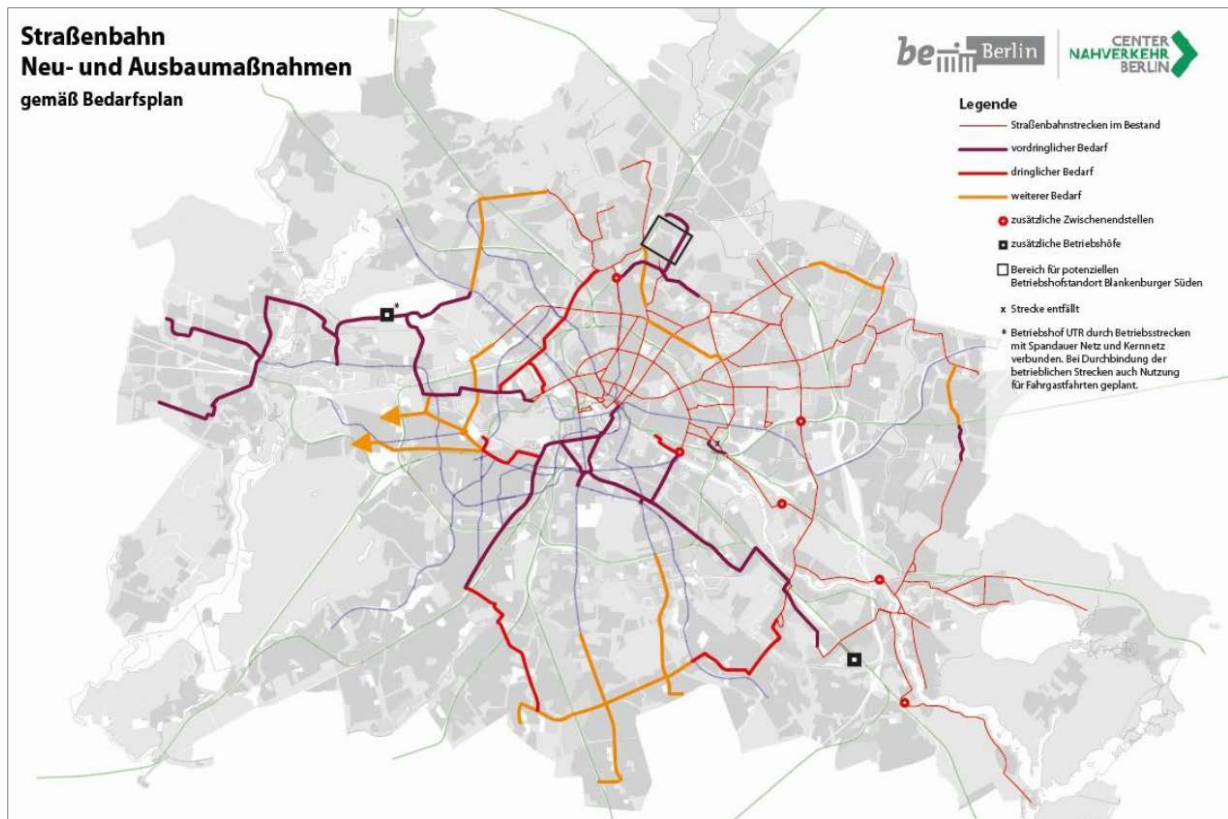 Straßenbahn
Neu- und Ausbaumaßnahmen
gemäß Bedarfsplan
be Berlin
CENTER
NAHVERKEHR
BERLIN
Legende
Straßenbahnstrecken im Bestand
vordringlicher Bedarf
dringlicher Bedarf
weiterer Bedarf
zusätzliche Zwischenendstellen
zusätzliche Betriebshöfe
Bereich für potenziellen
Betriebshofstandort Blankenburger Süden
x Strecke entfällt
* Betriebshof UTR durch Betriebsstrecken
mit Spandauer Netz und Kernnetz
verbunden. Bei Durchbindung der
betrieblichen Strecken auch Nutzung
für Fahrgastfahrten geplant.
*
x